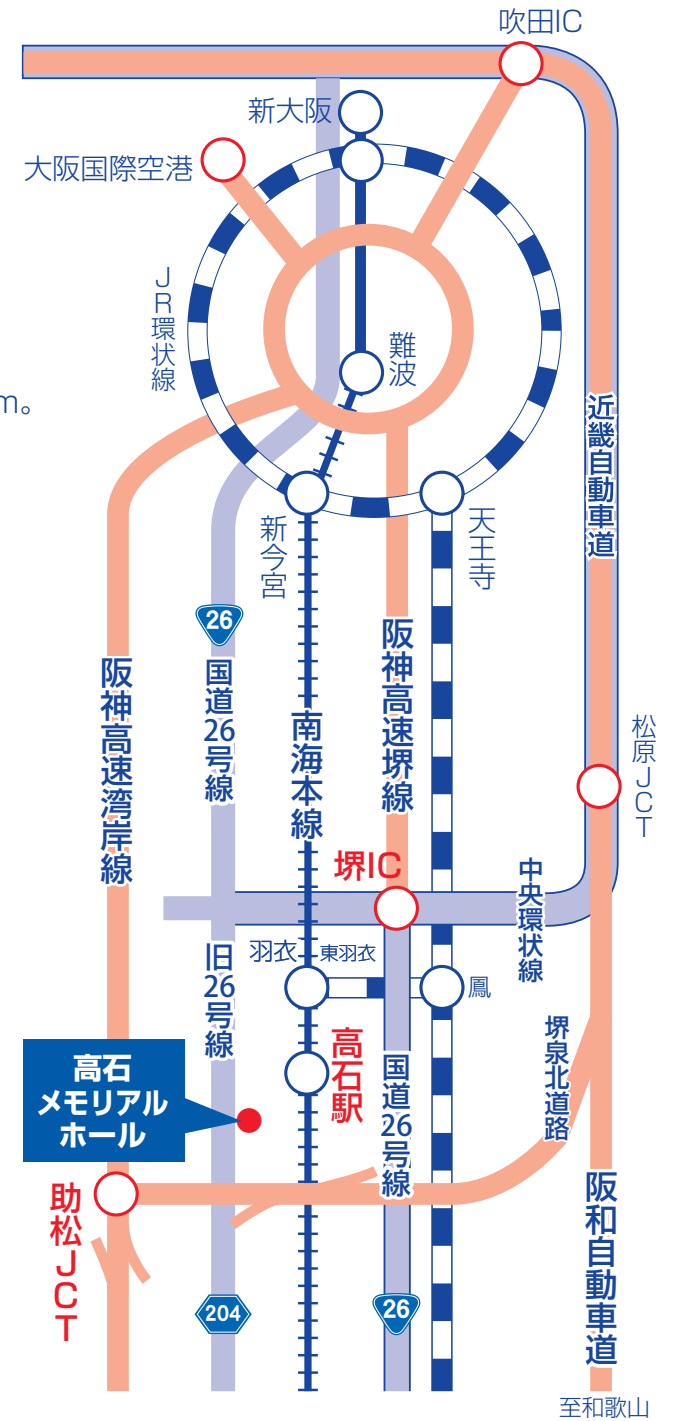 吹田IC
新大阪
大阪国際空港
JR環状線
難波
m。
近畿自動車道
新今宮
天王寺
26
国道26号線
阪神高速堺線
阪神高速湾岸線
南海本線
松原JCT
堺IC
中央環状線
旧26号線
羽衣
東羽衣
鳳
高石駅
堺泉北道路
高石
メモリアル
ホール
国道26号線
助松JCT
阪和自動車道
204
26
至和歌山